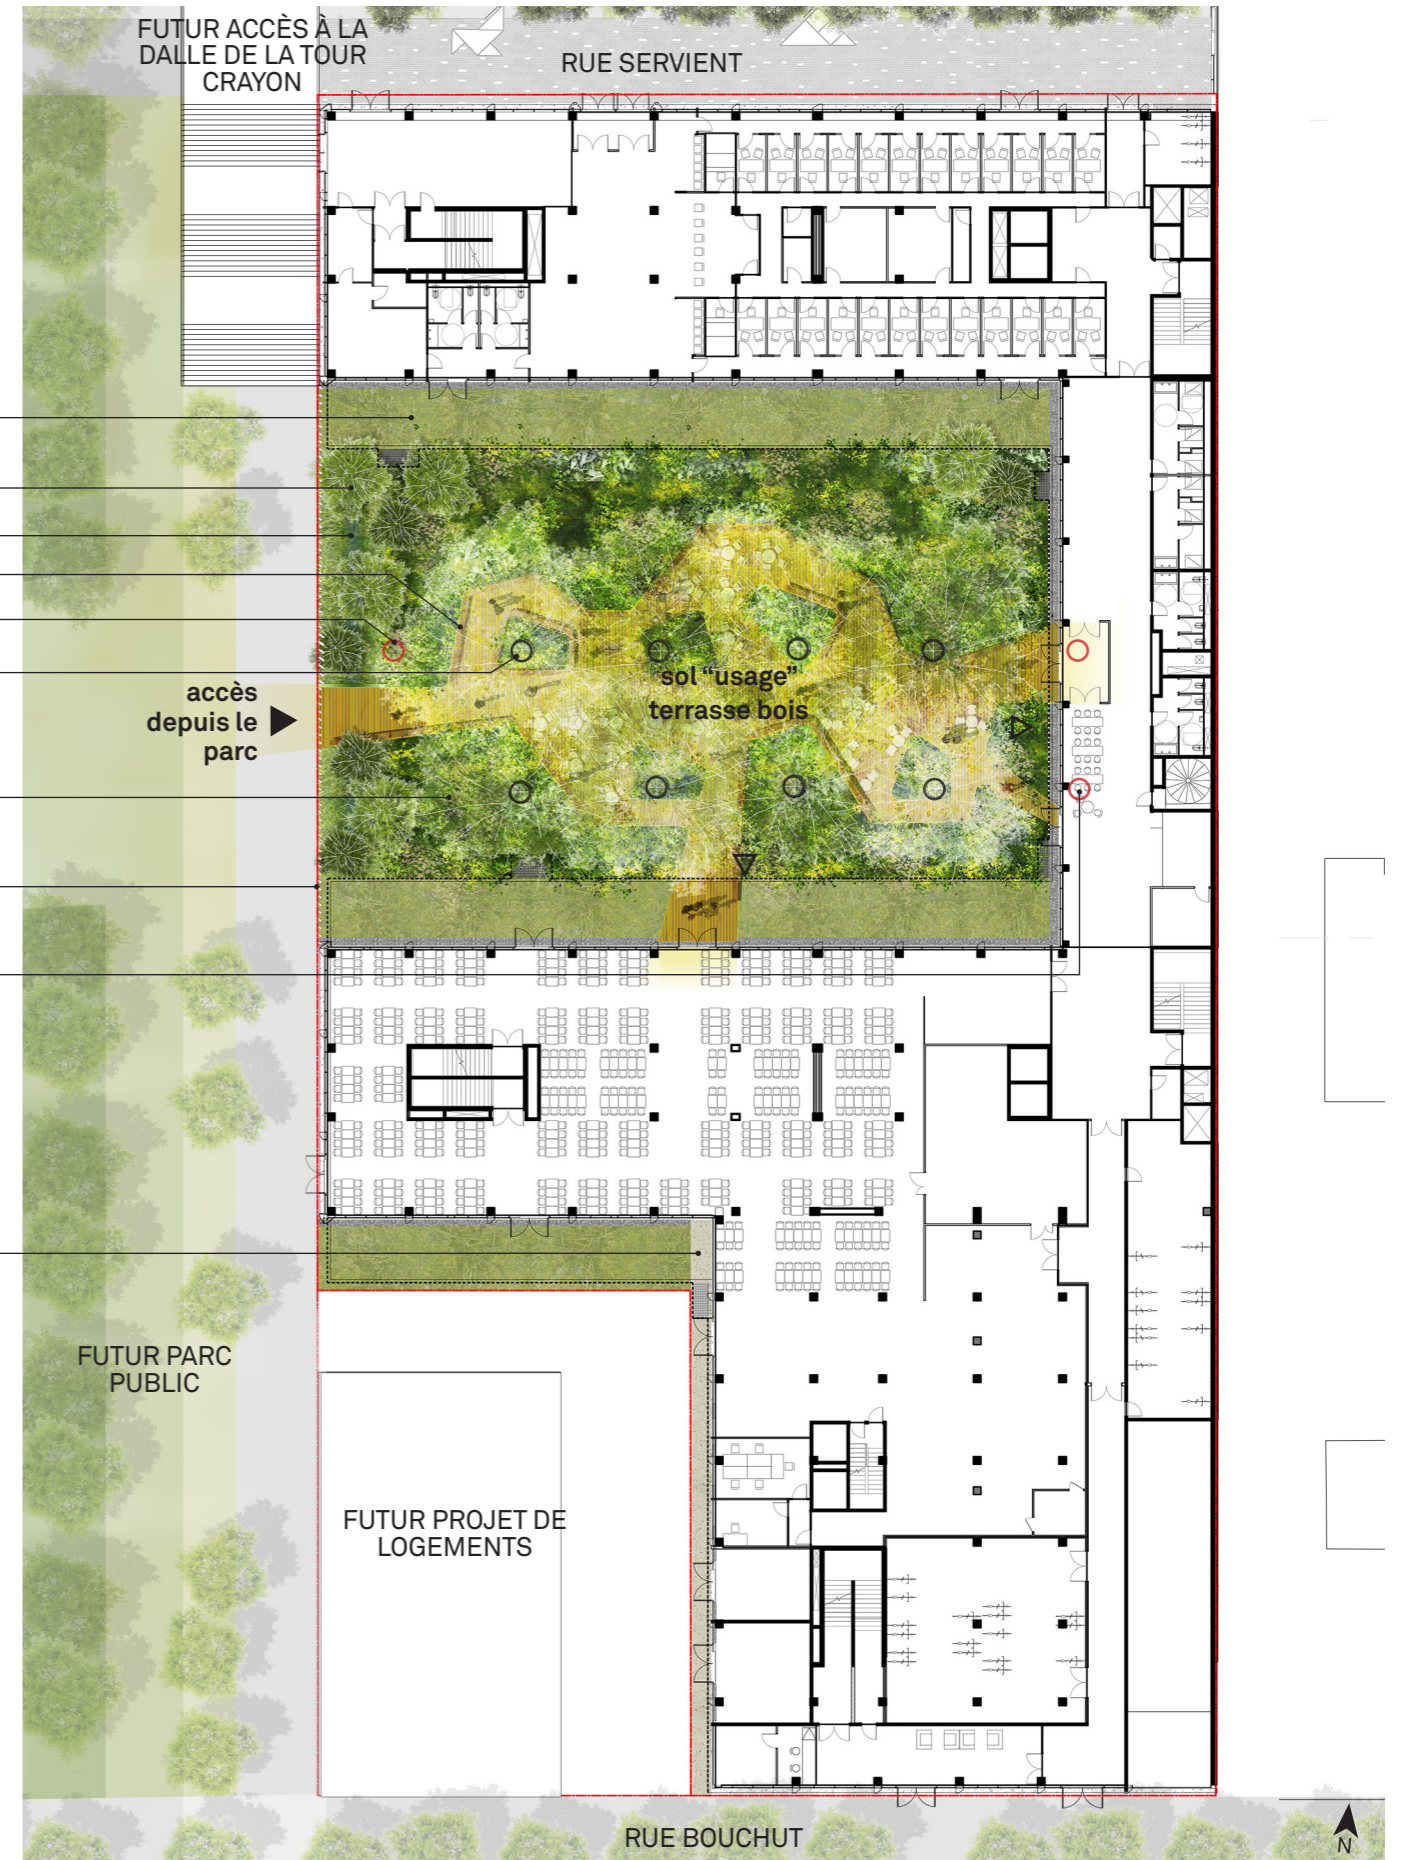 FUTUR ACCÈS À LA
DALLE DE LA TOUR
CRAYON
RUE SERVIENT
accès
depuis le
parc
sol "usage"
terrasse bois
FUTUR PARC
PUBLIC
FUTUR PROJET DE
LOGEMENTS
RUE BOUCHUT
N